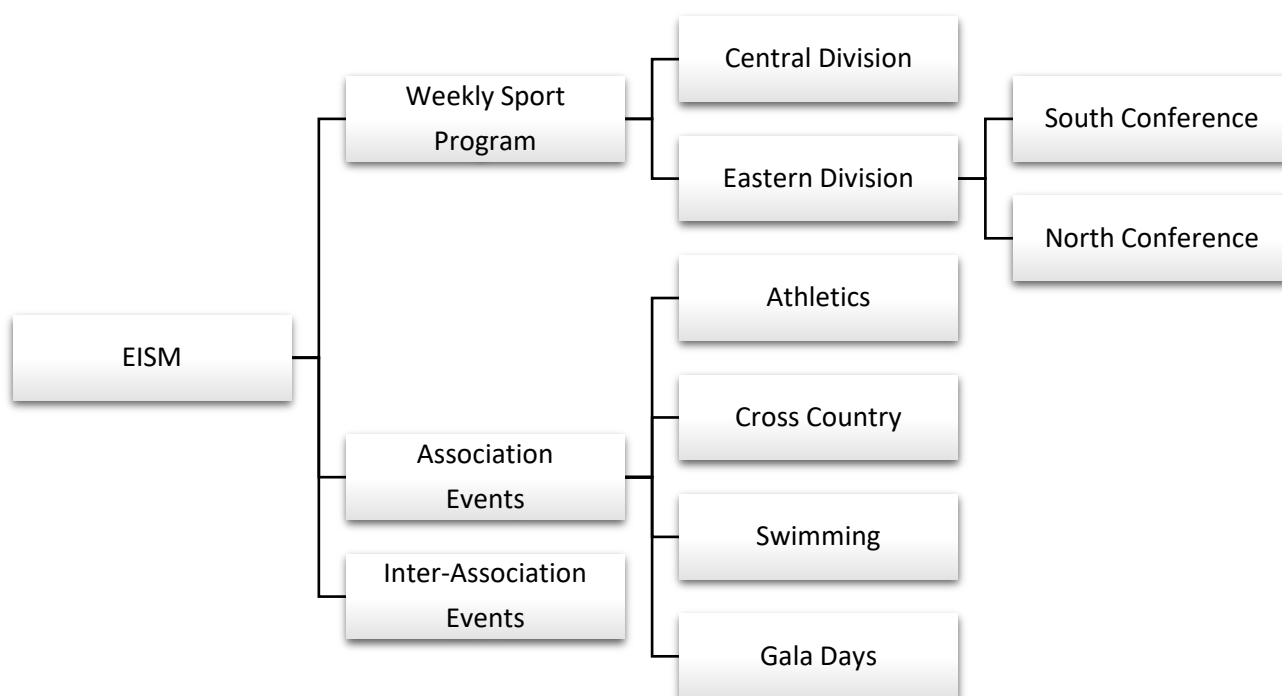 EISM
Weekly Sport
Program
Central Division
Eastern Division
South Conference
North Conference
Association
Events
Athletics
Cross Country
Swimming
Gala Days
Inter-Association
Events